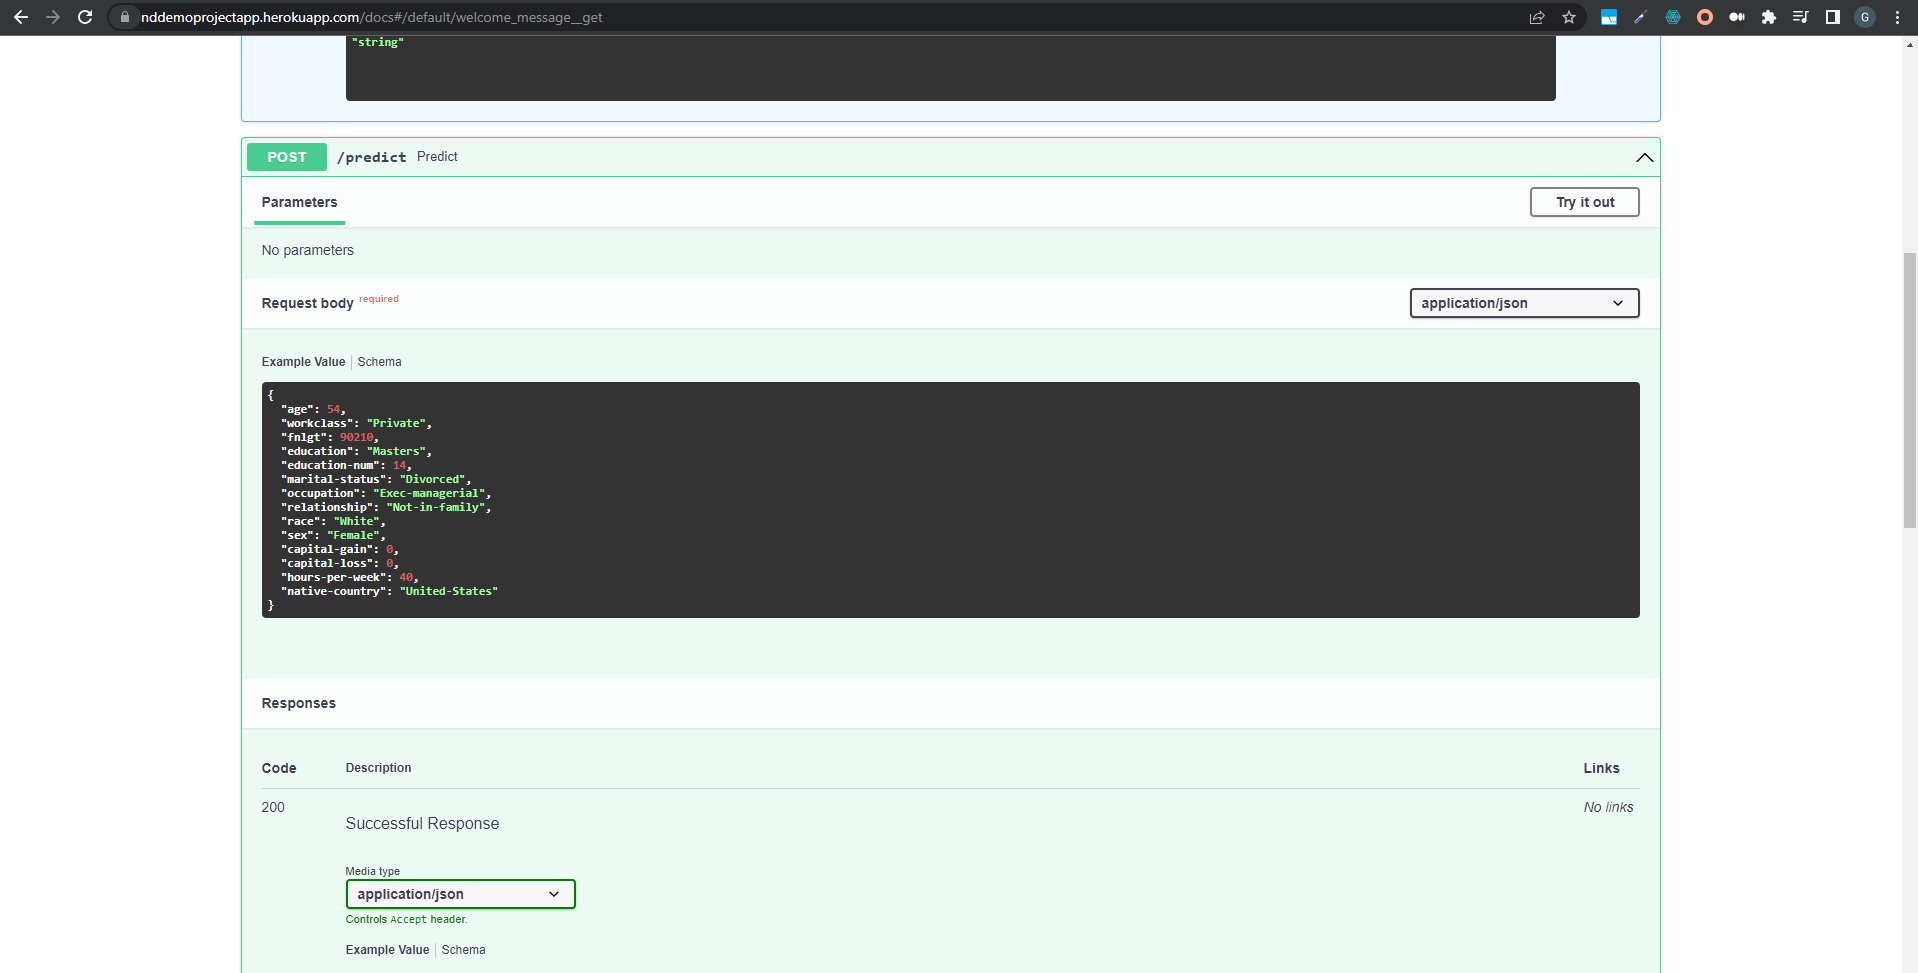 nddemoprojectapp.herokuapp.com/docs#/default/welcome_message__get
G
"string"
POST /predict Predict
Parameters
Try it out
No parameters
Request body required
application/json
Example Value | Schema
{
"age": 54,
"workclass": "Private",
"fnlgt": 90210,
"education": "Masters",
"education-num": 14,
"marital-status": "Divorced",
"occupation": "Exec-managerial",
"relationship": "Not-in-family",
"race": "White",
"sex": "Female",
"capital-gain": 0,
"capital-loss": 0,
"hours-per-week": 40,
"native-country": "United-States"
}
Responses
Code Description Links
200 No links
Successful Response
Media type
application/json
Controls Accept header.
Example Value | Schema